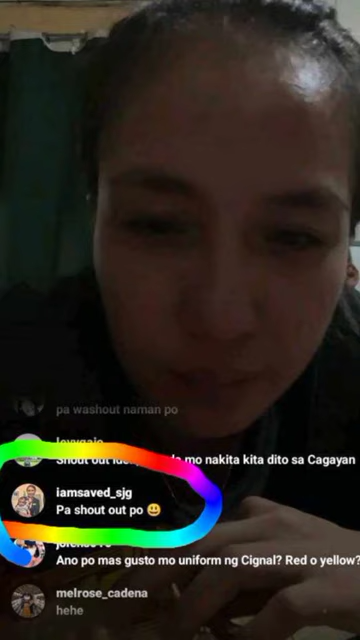 pa washout naman po
Shout out mo nakita kita dito sa Cagayan
iamsaved_sjg
Pa shout out po 😃
Ano po mas gusto mo uniform ng Cignal? Red o yellow?
melrose_cadena
hehe